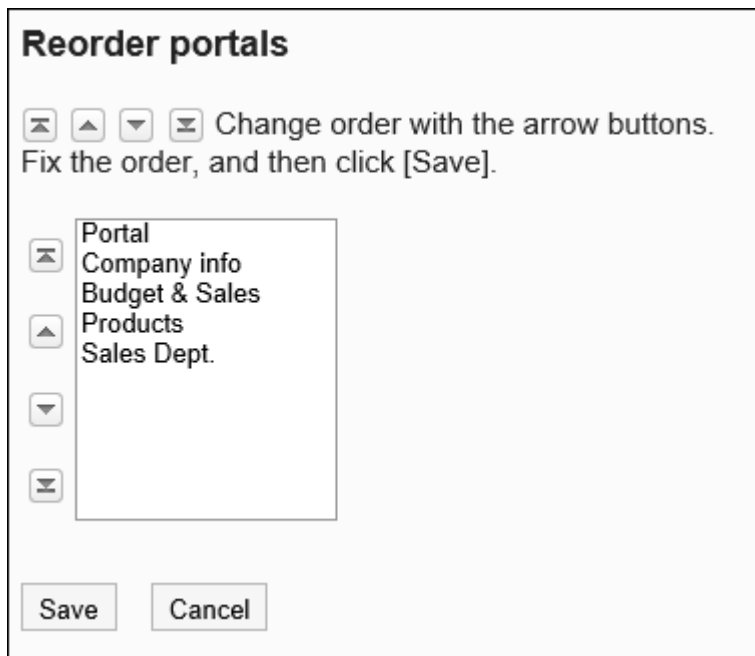 Reorder portals
Change order with the arrow buttons.
Fix the order, and then click [Save].
Portal
Company info
Budget & Sales
Products
Sales Dept.
Save
Cancel